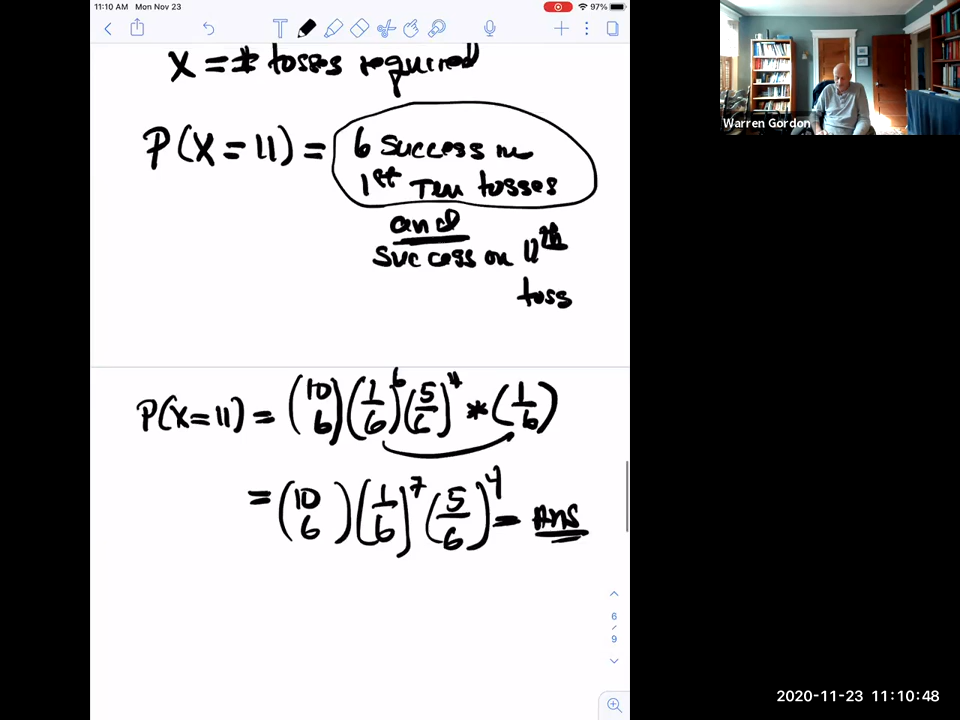 11:10 AM Mon Nov 23
97%
X = # tosses required
P(X=11) = 6 success in
1st Ten tosses
and
success on 11th
toss
P(X=11) = (10 6) (1/6)^6 (5/6)^4 * (1/6)
= (10 6) (1/6)^7 (5/6)^4 = Ans
6
/
9
Warren Gordon
2020-11-23 11:10:48